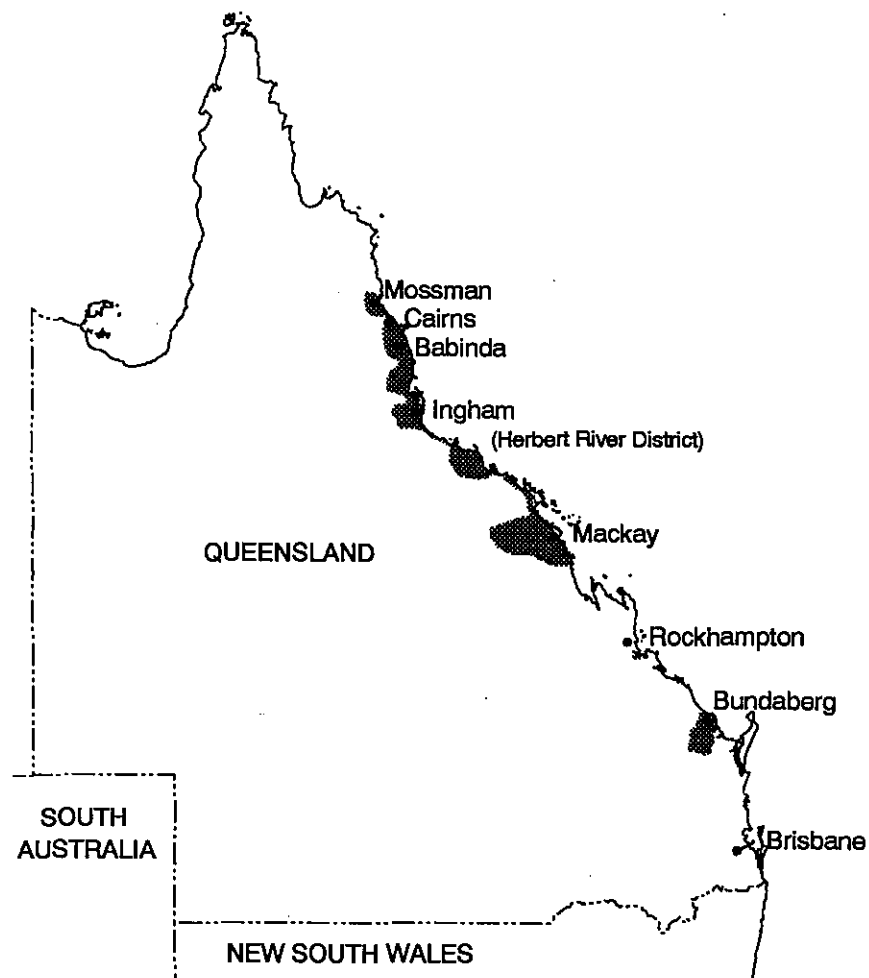 Mossman
Cairns
Babinda
Ingham
(Herbert River District)
Mackay
QUEENSLAND
Rockhampton
Bundaberg
SOUTH
AUSTRALIA
Brisbane
NEW SOUTH WALES